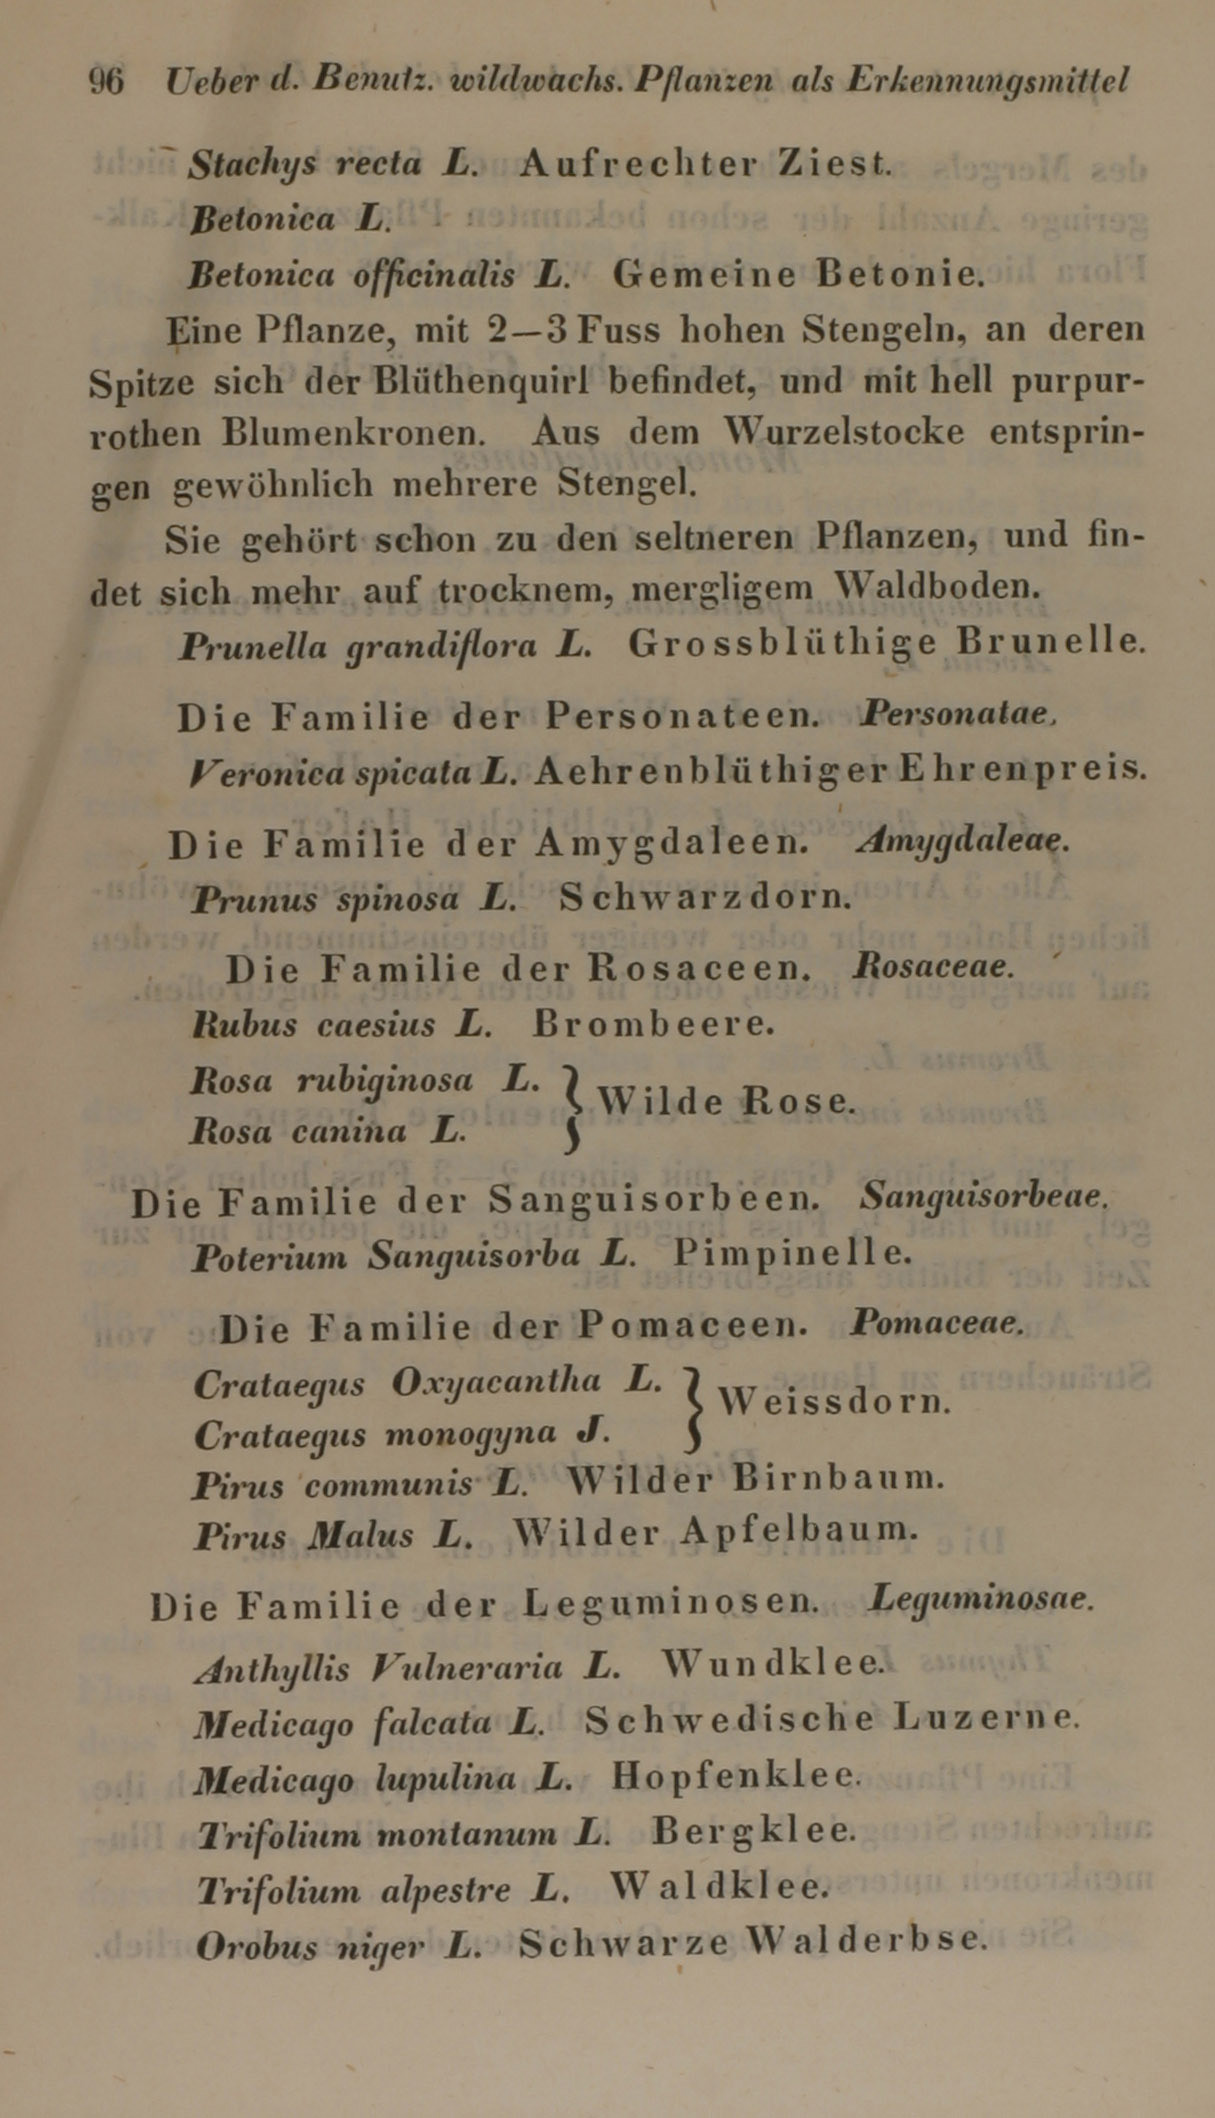 96 Ueber d. Benutz. wildwachs. Pflanzen als Erkennungsmittel
Stachys recta L. Aufrechter Ziest.
Betonica L.
Betonica officinalis L. Gemeine Betonie.
Eine Pflanze, mit 2—3 Fuss hohen Stengeln, an deren
Spitze sich der Blüthenquirl befindet, und mit hell purpur-
rothen Blumenkronen. Aus dem Wurzelstocke entsprin-
gen gewöhnlich mehrere Stengel.
Sie gehört schon zu den seltneren Pflanzen, und fin-
det sich mehr auf trocknem, mergligem Waldboden.
Prunella grandiflora L. Grossblüthige Brunelle.
Die Familie der Personateen. Personatae.
Veronica spicata L. Aehrenblüthiger Ehrenpreis.
Die Familie der Amygdaleen. Amygdaleae.
Prunus spinosa L. Schwarzdorn.
Die Familie der Rosaceen. Rosaceae.
Rubus caesius L. Brombeere.
Rosa rubiginosa L. } Wilde Rose.
Rosa canina L.
Die Familie der Sanguisorbeen. Sanguisorbeae.
Poterium Sanguisorba L. Pimpinelle.
Die Familie der Pomaceen. Pomaceae.
Crataegus Oxyacantha L. } Weissdorn.
Crataegus monogyna J.
Pirus communis L. Wilder Birnbaum.
Pirus Malus L. Wilder Apfelbaum.
Die Familie der Leguminosen. Leguminosae.
Anthyllis Vulneraria L. Wundklee.
Medicago falcata L. Schwedische Luzerne.
Medicago lupulina L. Hopfenklee.
Trifolium montanum L. Bergklee.
Trifolium alpestre L. Waldklee.
Orobus niger L. Schwarze Walderbse.